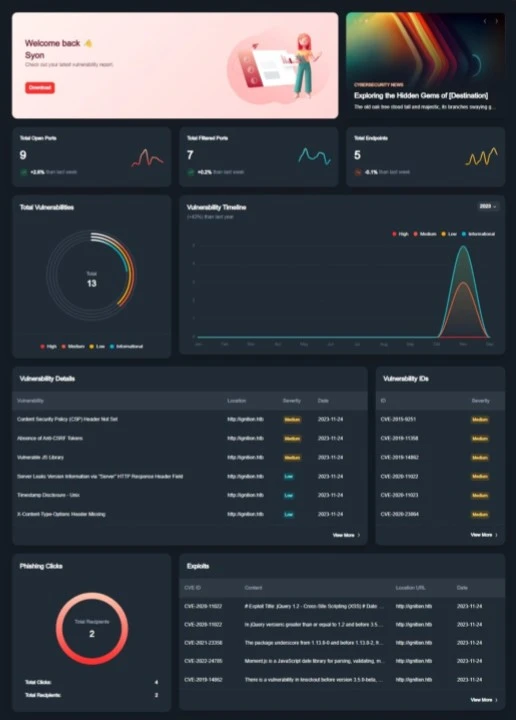 Welcome back 👋
Syon
Check out your latest vulnerability report
Download
CYBERSECURITY NEWS
Exploring the Hidden Gems of [Destination]
The old oak tree stood tall and majestic, its branches swaying g...
Total Open Ports
9
+2.6% than last week
Total Filtered Ports
7
+0.2% than last week
Total Endpoints
5
-0.1% than last week
Total Vulnerabilities
Total
13
High Medium Low Informational
Vulnerability Timeline
(+43%) than last year
2023
High Medium Low Informational
Jan Feb Mar Apr May Jun Jul Aug Sep Oct Nov Dec
Vulnerability Details
Vulnerability Location Severity Date
Content Security Policy (CSP) Header Not Set http://ignition.htb Medium 2023-11-24
Absence of Anti-CSRF Tokens http://ignition.htb Medium 2023-11-24
Vulnerable JS Library http://ignition.htb Medium 2023-11-24
Server Leaks Version Information via "Server" HTTP Response Header Field http://ignition.htb Low 2023-11-24
Timestamp Disclosure - Unix http://ignition.htb Low 2023-11-24
X-Content-Type-Options Header Missing http://ignition.htb Low 2023-11-24
View More >
Vulnerability IDs
ID Severity
CVE-2015-9251 Medium
CVE-2019-11358 Medium
CVE-2019-14862 Medium
CVE-2020-11022 Medium
CVE-2020-11023 Medium
CVE-2020-23064 Medium
View More >
Phishing Clicks
Total Recipients
2
Total Clicks: 4
Total Recipients: 2
Exploits
CVE ID Content Location URL Date
CVE-2020-11022 # Exploit Title: jQuery 1.2 - Cross-Site Scripting (XSS) # Date ... http://ignition.htb 2023-11-24
CVE-2020-11022 In jQuery versions greater than or equal to 1.2 and before 3.5.... http://ignition.htb 2023-11-24
CVE-2021-23358 The package underscore from 1.13.0-0 and before 1.13.0-2, fr... http://ignition.htb 2023-11-24
CVE-2022-24785 Moment.js is a JavaScript date library for parsing, validating, m... http://ignition.htb 2023-11-24
CVE-2019-14862 There is a vulnerability in knockout before version 3.5.0-beta, ... http://ignition.htb 2023-11-24
View More >